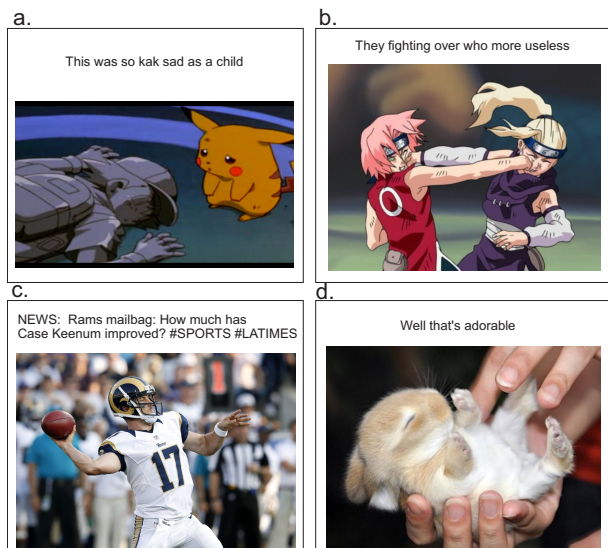 a.
This was so kak sad as a child
b.
They fighting over who more useless
c.
NEWS: Rams mailbag: How much has
Case Keenum improved? #SPORTS #LATIMES
17
d.
Well that's adorable